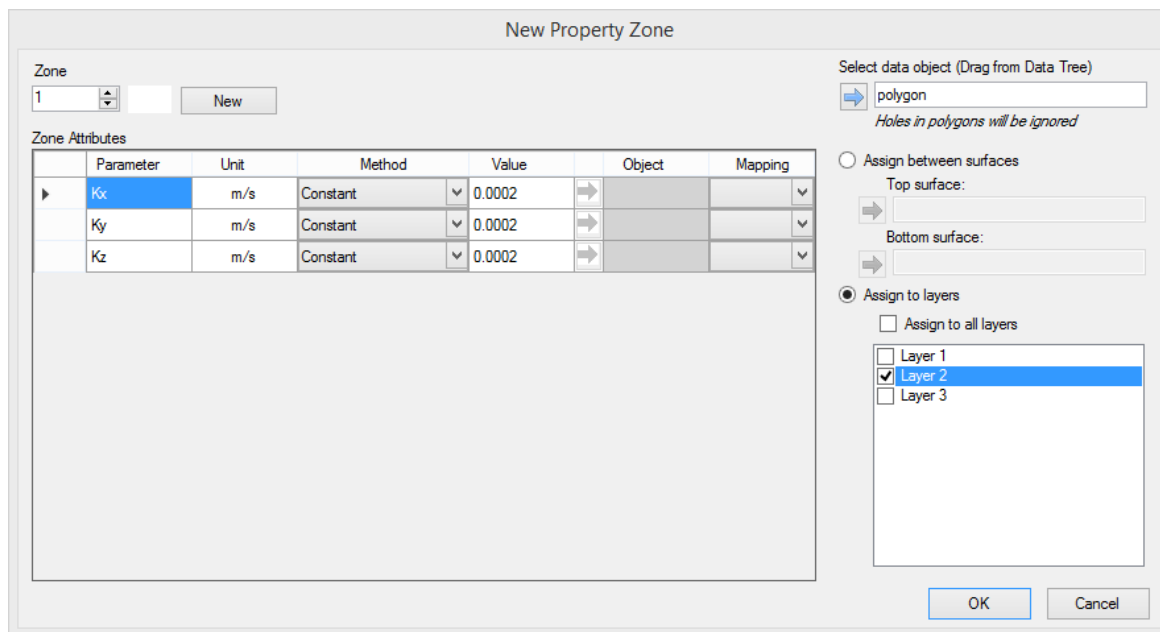 New Property Zone
Zone
1
New
Zone Attributes
Parameter Unit Method Value Object Mapping
Kx m/s Constant 0.0002
Ky m/s Constant 0.0002
Kz m/s Constant 0.0002
Select data object (Drag from Data Tree)
polygon
Holes in polygons will be ignored
Assign between surfaces
Top surface:
Bottom surface:
Assign to layers
Assign to all layers
Layer 1
Layer 2
Layer 3
OK Cancel